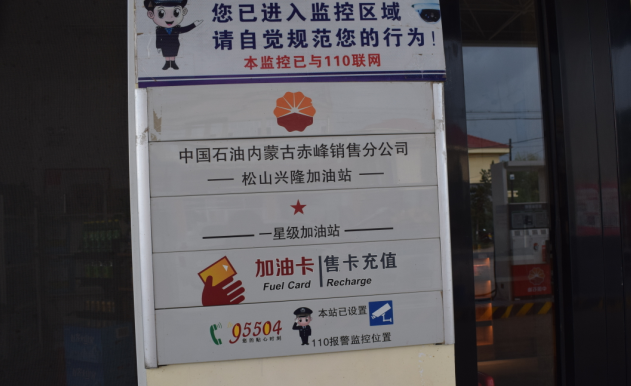 您已进入监控区域
请自觉规范您的行为!
本监控已与110联网
中国石油内蒙古赤峰销售分公司
松山兴隆加油站
一星级加油站
加油卡 售卡充值
Fuel Card Recharge
本站已设置
95504
110报警监控位置